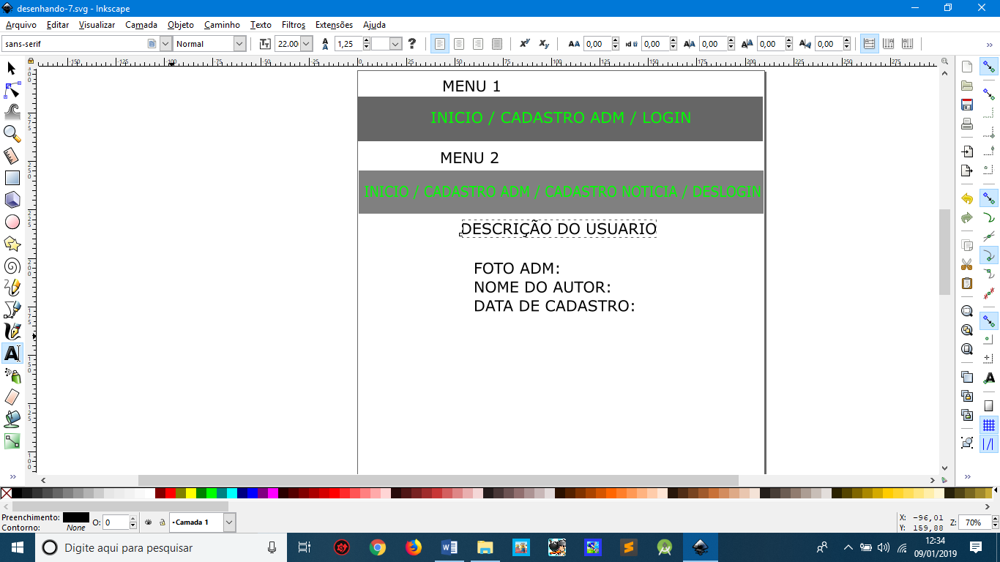 desenhando-7.svg - Inkscape
Arquivo Editar Visualizar Camada Objeto Caminho Texto Filtros Extensões Ajuda
sans-serif Normal 22.00 1,25 0,00 0,00 0,00 0,00 0,00
MENU 1
INICIO / CADASTRO ADM / LOGIN
MENU 2
INICIO / CADASTRO ADM / CADASTRO NOTICIA / DESLOGIN
DESCRIÇÃO DO USUARIO
FOTO ADM:
NOME DO AUTOR:
DATA DE CADASTRO:
Preenchimento: O: 0 Camada 1 X: -96,01 Z: 70%
Contorno: None Y: 159,88
Digite aqui para pesquisar
12:34
09/01/2019